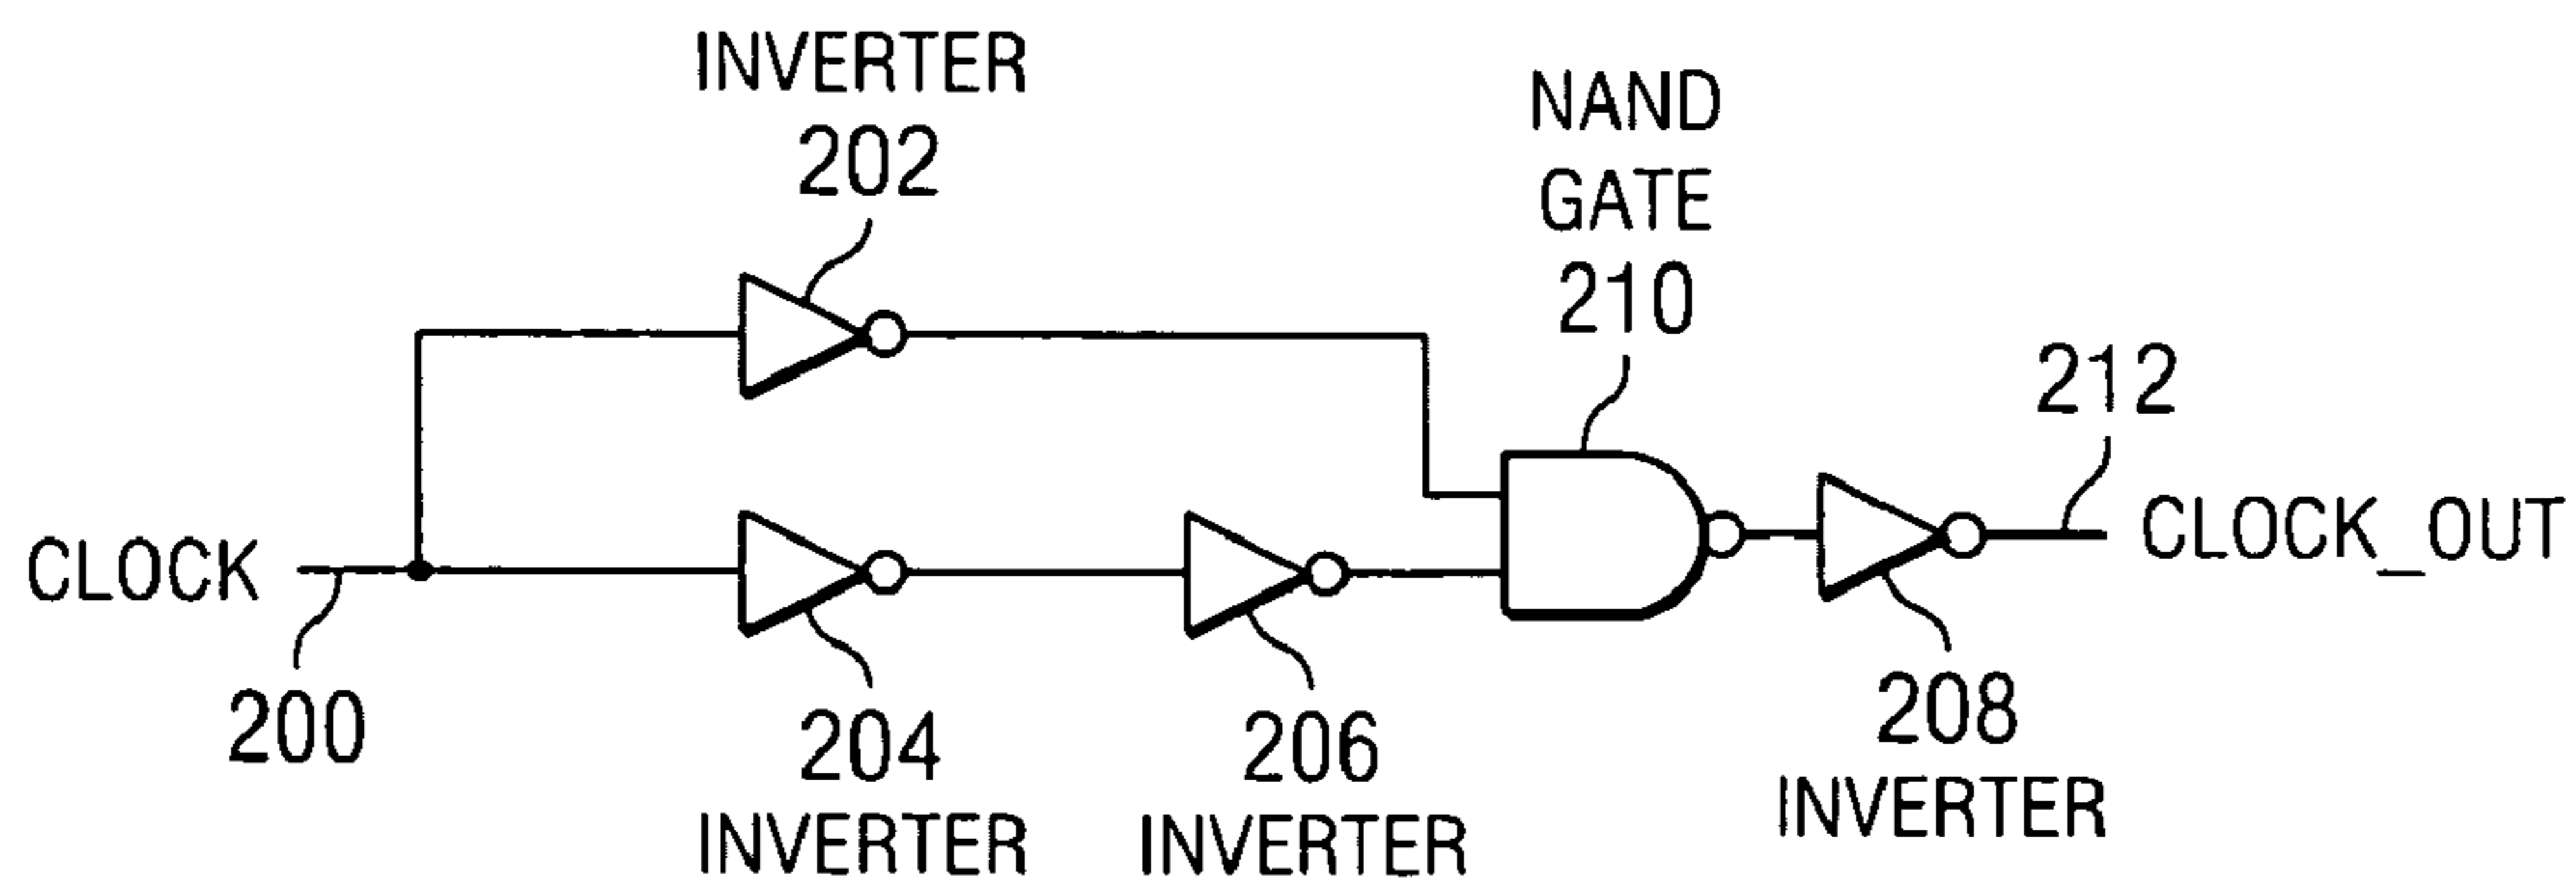 INVERTER
202
NAND
GATE
210
212
CLOCK
CLOCK_OUT
200
204
INVERTER
206
INVERTER
208
INVERTER